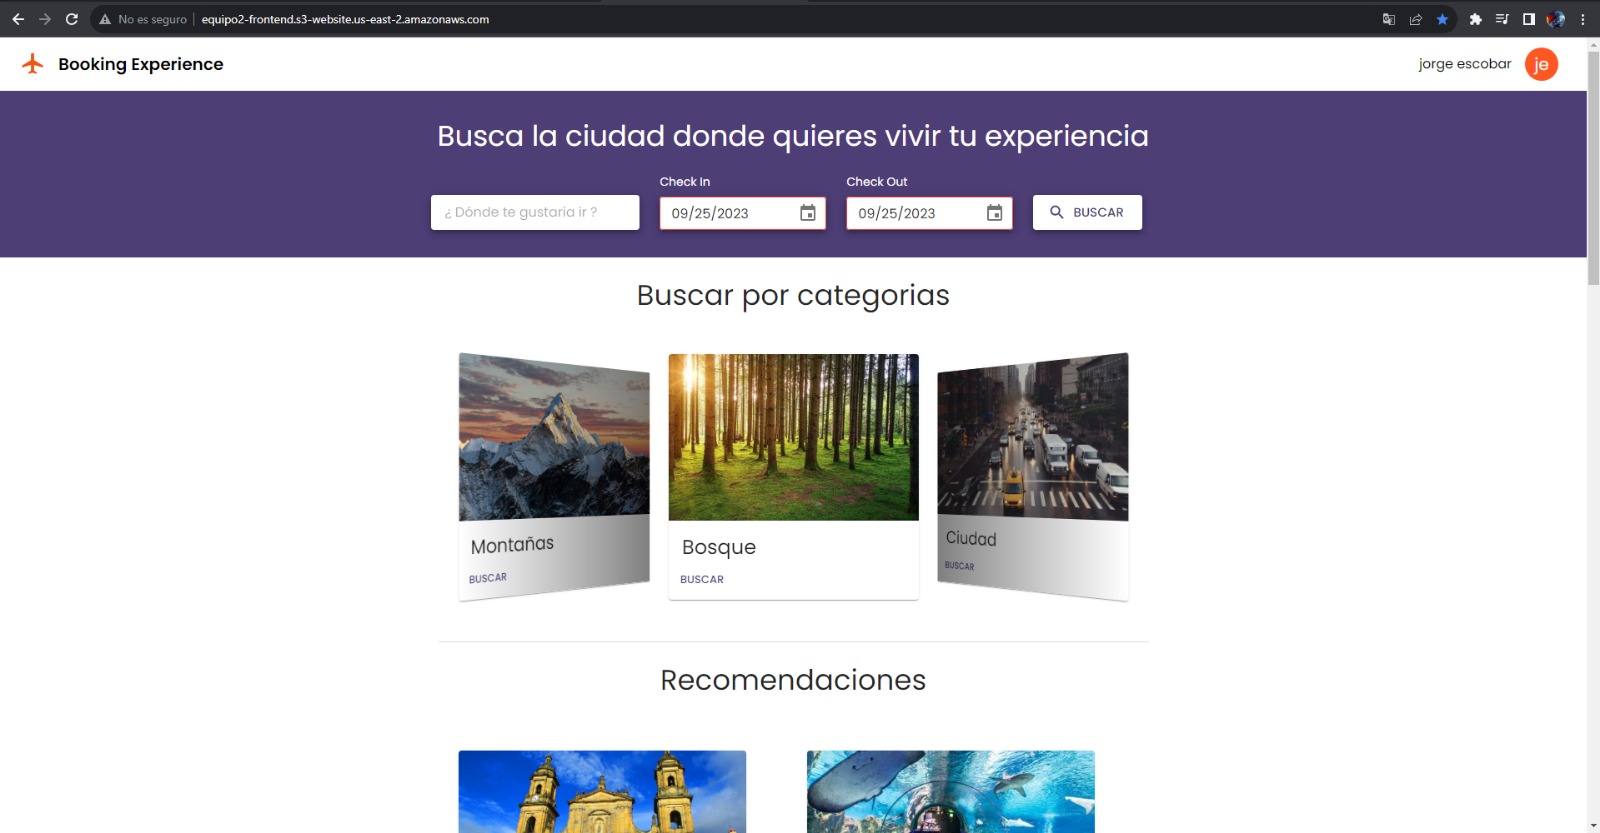 No es seguro equipo2-frontend.s3-website.us-east-2.amazonaws.com
Booking Experience
jorge escobar je
Busca la ciudad donde quieres vivir tu experiencia
Check In Check Out
¿ Dónde te gustaria ir ? 09/25/2023 09/25/2023 BUSCAR
Buscar por categorias
Montañas
BUSCAR
Bosque
BUSCAR
Ciudad
BUSCAR
Recomendaciones